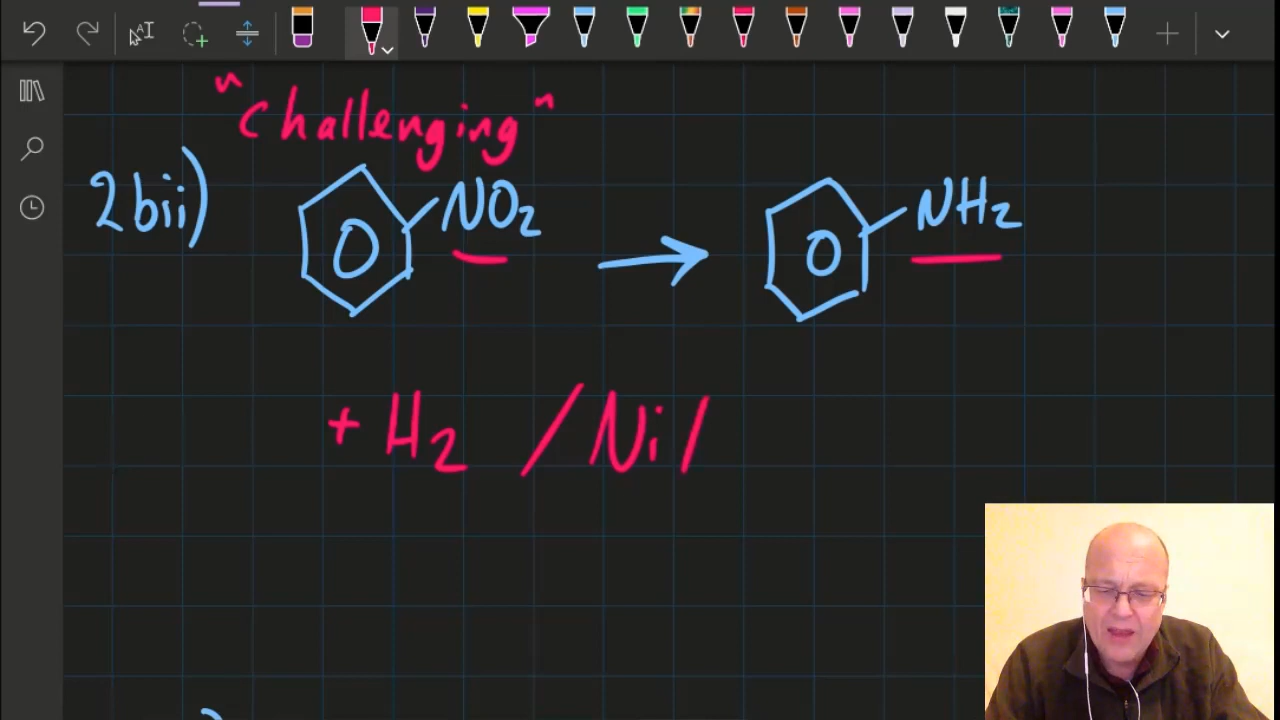 "Challenging"
2bii) NO₂ → NH₂
+ H₂ / Ni /